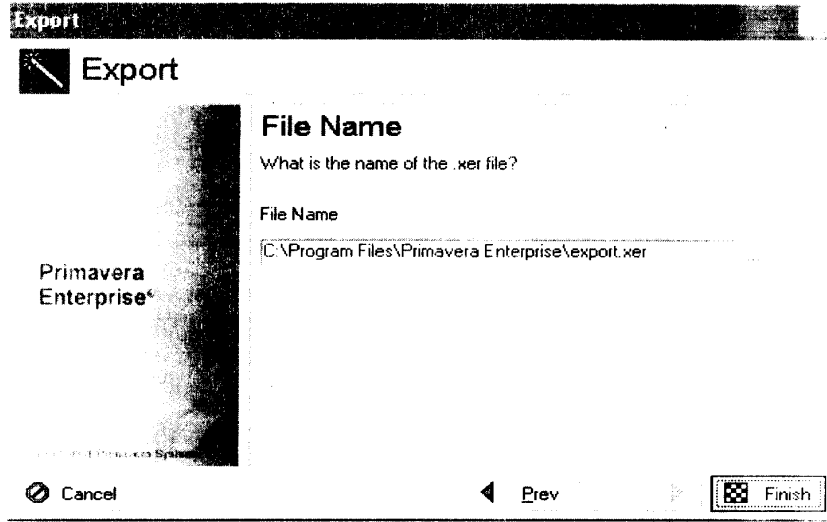 Export
Export
File Name
What is the name of the .xer file?
File Name
C:\Program Files\Primavera Enterprise\export.xer
Primavera
Enterprise
Cancel
Prev
Finish